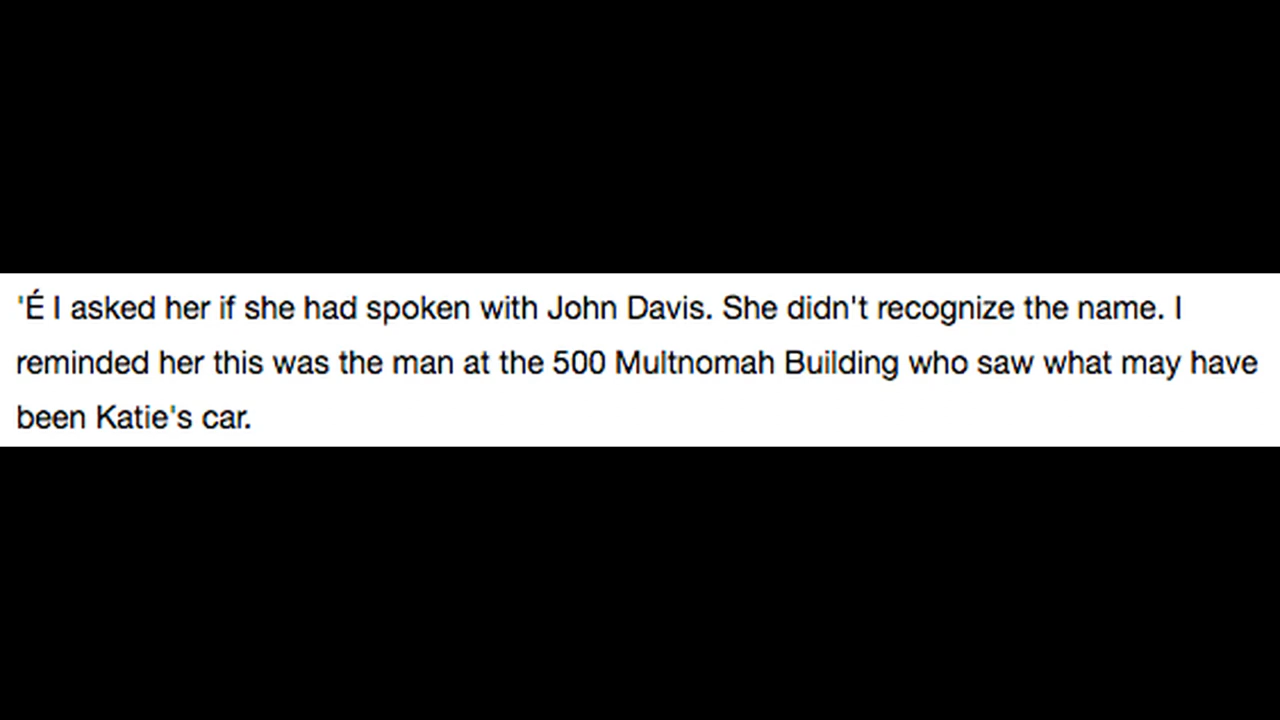 'É I asked her if she had spoken with John Davis. She didn't recognize the name. I
reminded her this was the man at the 500 Multnomah Building who saw what may have
been Katie's car.